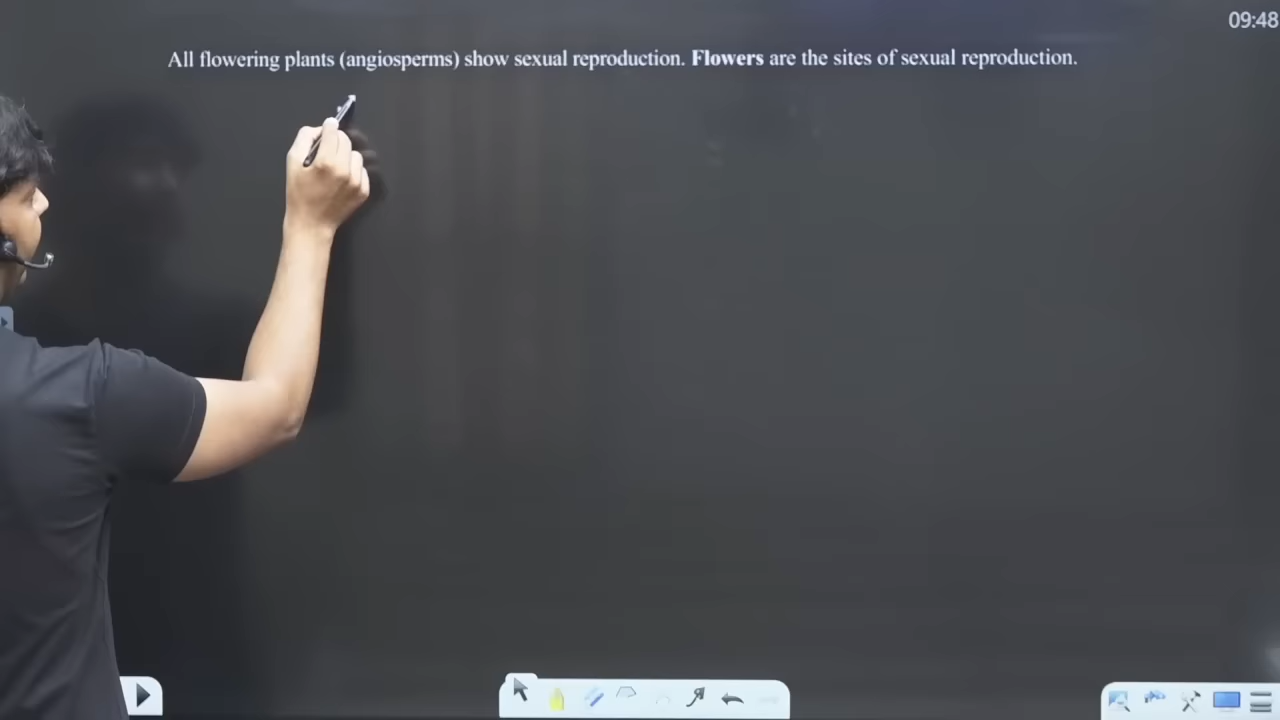 09:48
All flowering plants (angiosperms) show sexual reproduction. Flowers are the sites of sexual reproduction.